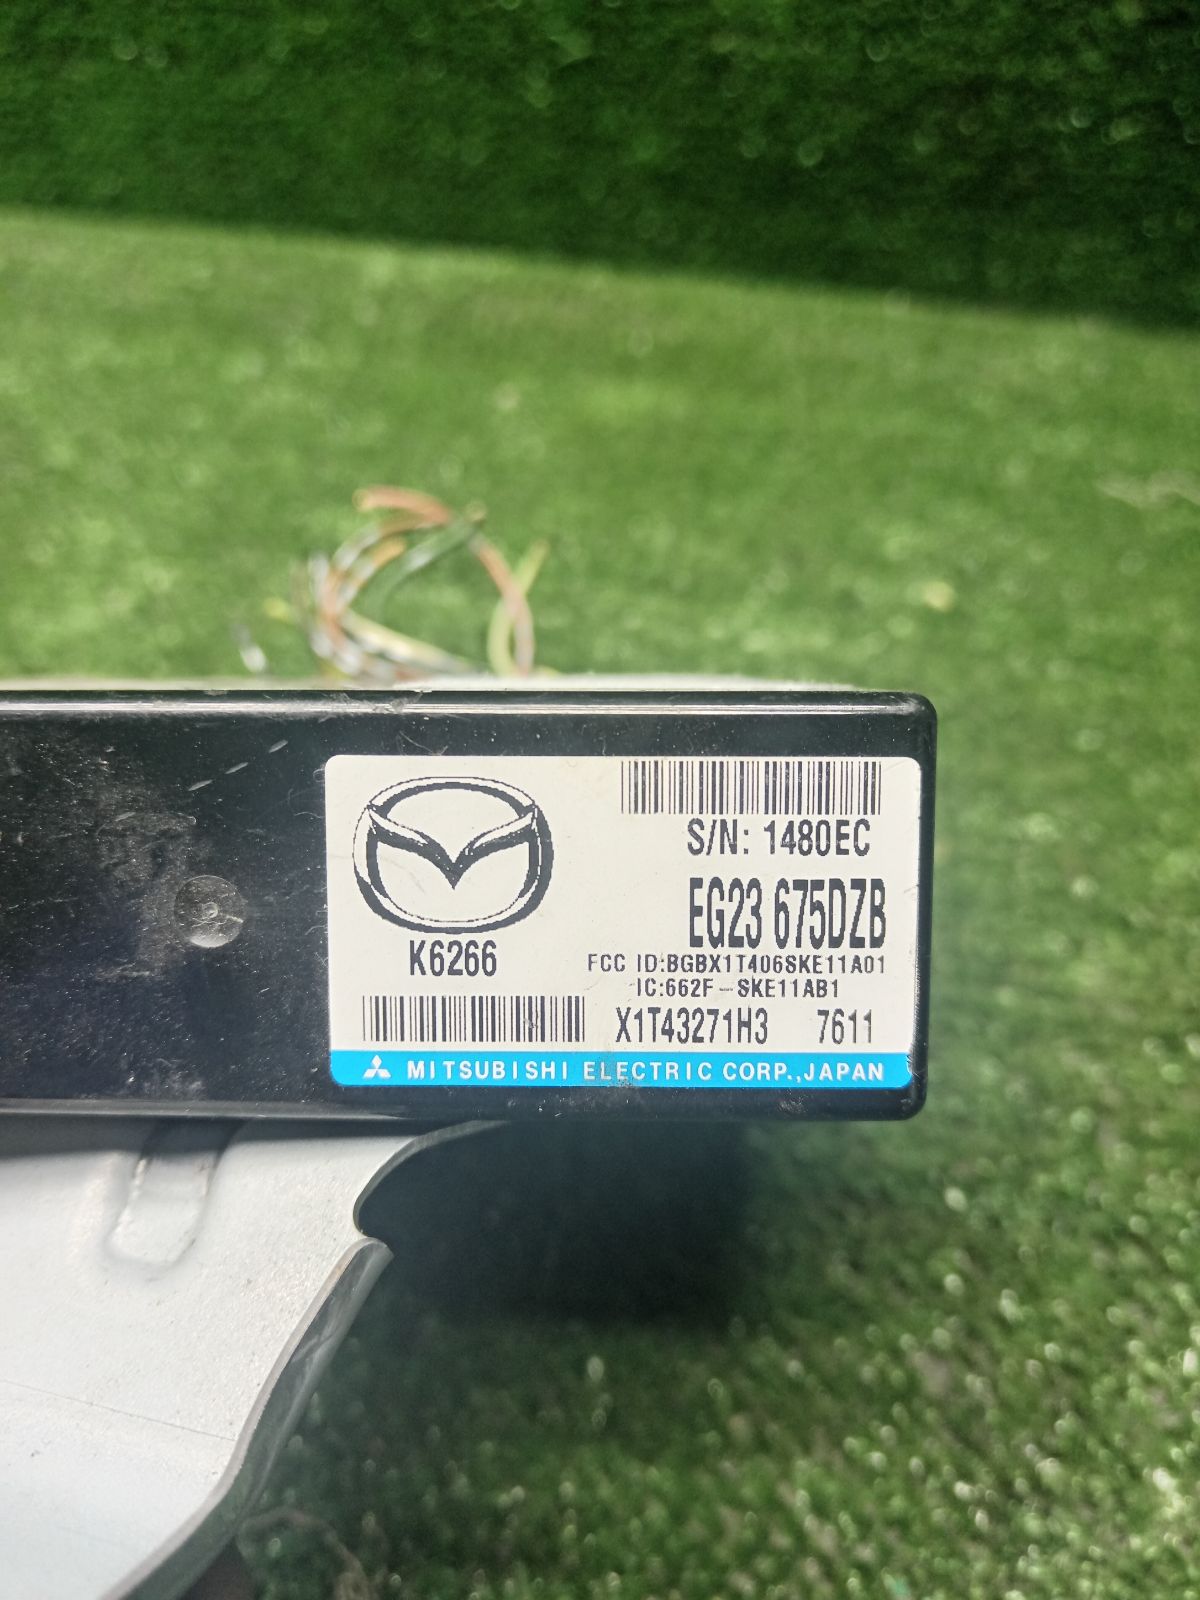 S/N: 1480EC
EG23 675DZB
K6266
FCC ID:BGBX1T406SKE11A01
IC:662F-SKE11AB1
X1T43271H3 7611
MITSUBISHI ELECTRIC CORP.,JAPAN